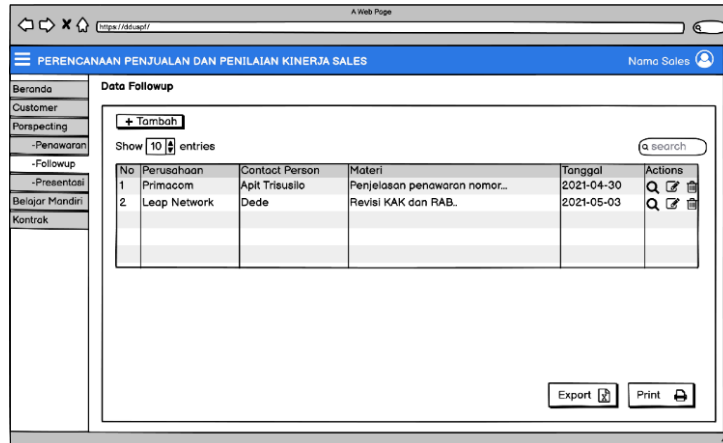 A Web Page
https://dduspf/
PERENCANAAN PENJUALAN DAN PENILAIAN KINERJA SALES
Nama Sales
Beranda
Customer
Porspecting
-Penawaran
-Followup
-Presentasi
Belajar Mandiri
Kontrak
Data Followup
+ Tambah
Show 10 entries
search
No Perusahaan Contact Person Materi Tanggal Actions
1 Primacom Apit Trisusilo Penjelasan penawaran nomor... 2021-04-30
2 Leap Network Dede Revisi KAK dan RAB.. 2021-05-03
Export
Print